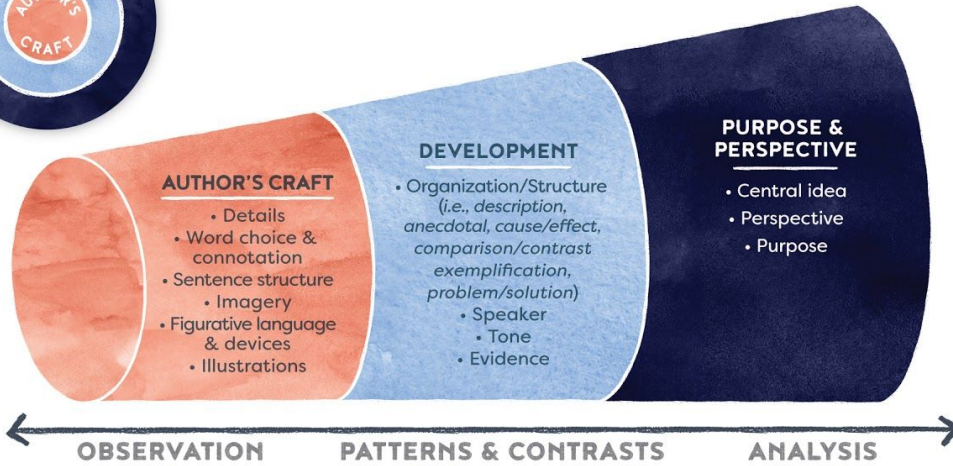 AUTHOR'S
CRAFT
AUTHOR'S CRAFT
• Details
• Word choice &
connotation
• Sentence structure
• Imagery
• Figurative language
& devices
• Illustrations
DEVELOPMENT
• Organization/Structure
(i.e., description,
anecdotal, cause/effect,
comparison/contrast
exemplification,
problem/solution)
• Speaker
• Tone
• Evidence
PURPOSE &
PERSPECTIVE
• Central idea
• Perspective
• Purpose
OBSERVATION PATTERNS & CONTRASTS ANALYSIS